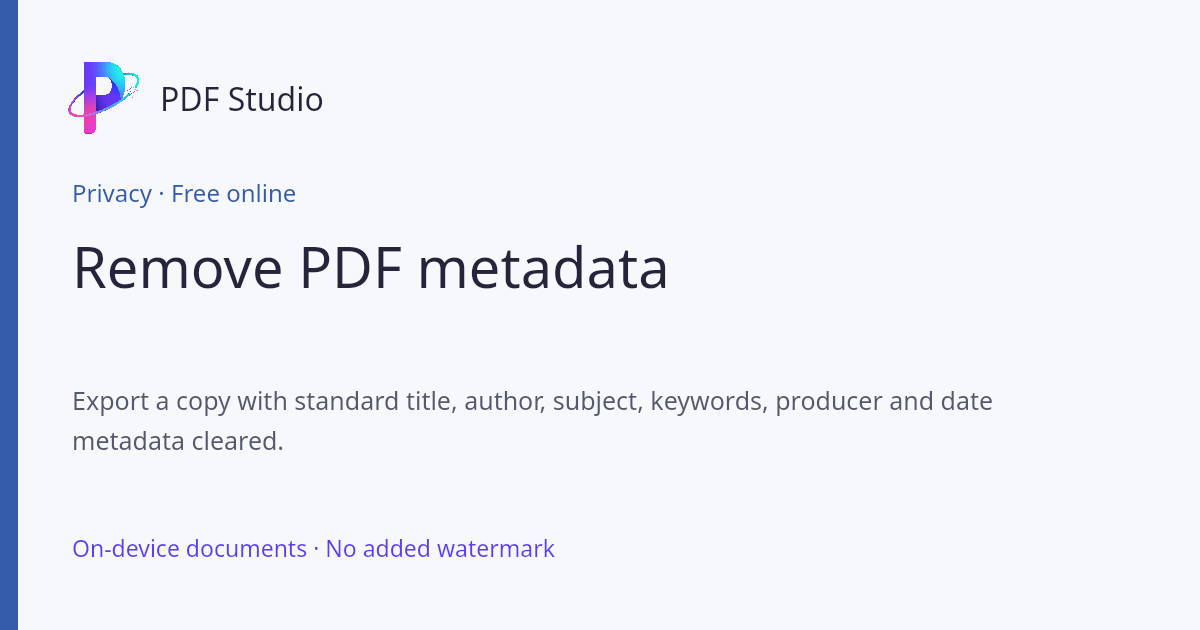 PDF Studio
Privacy · Free online
Remove PDF metadata
Export a copy with standard title, author, subject, keywords, producer and date
metadata cleared.
On-device documents · No added watermark